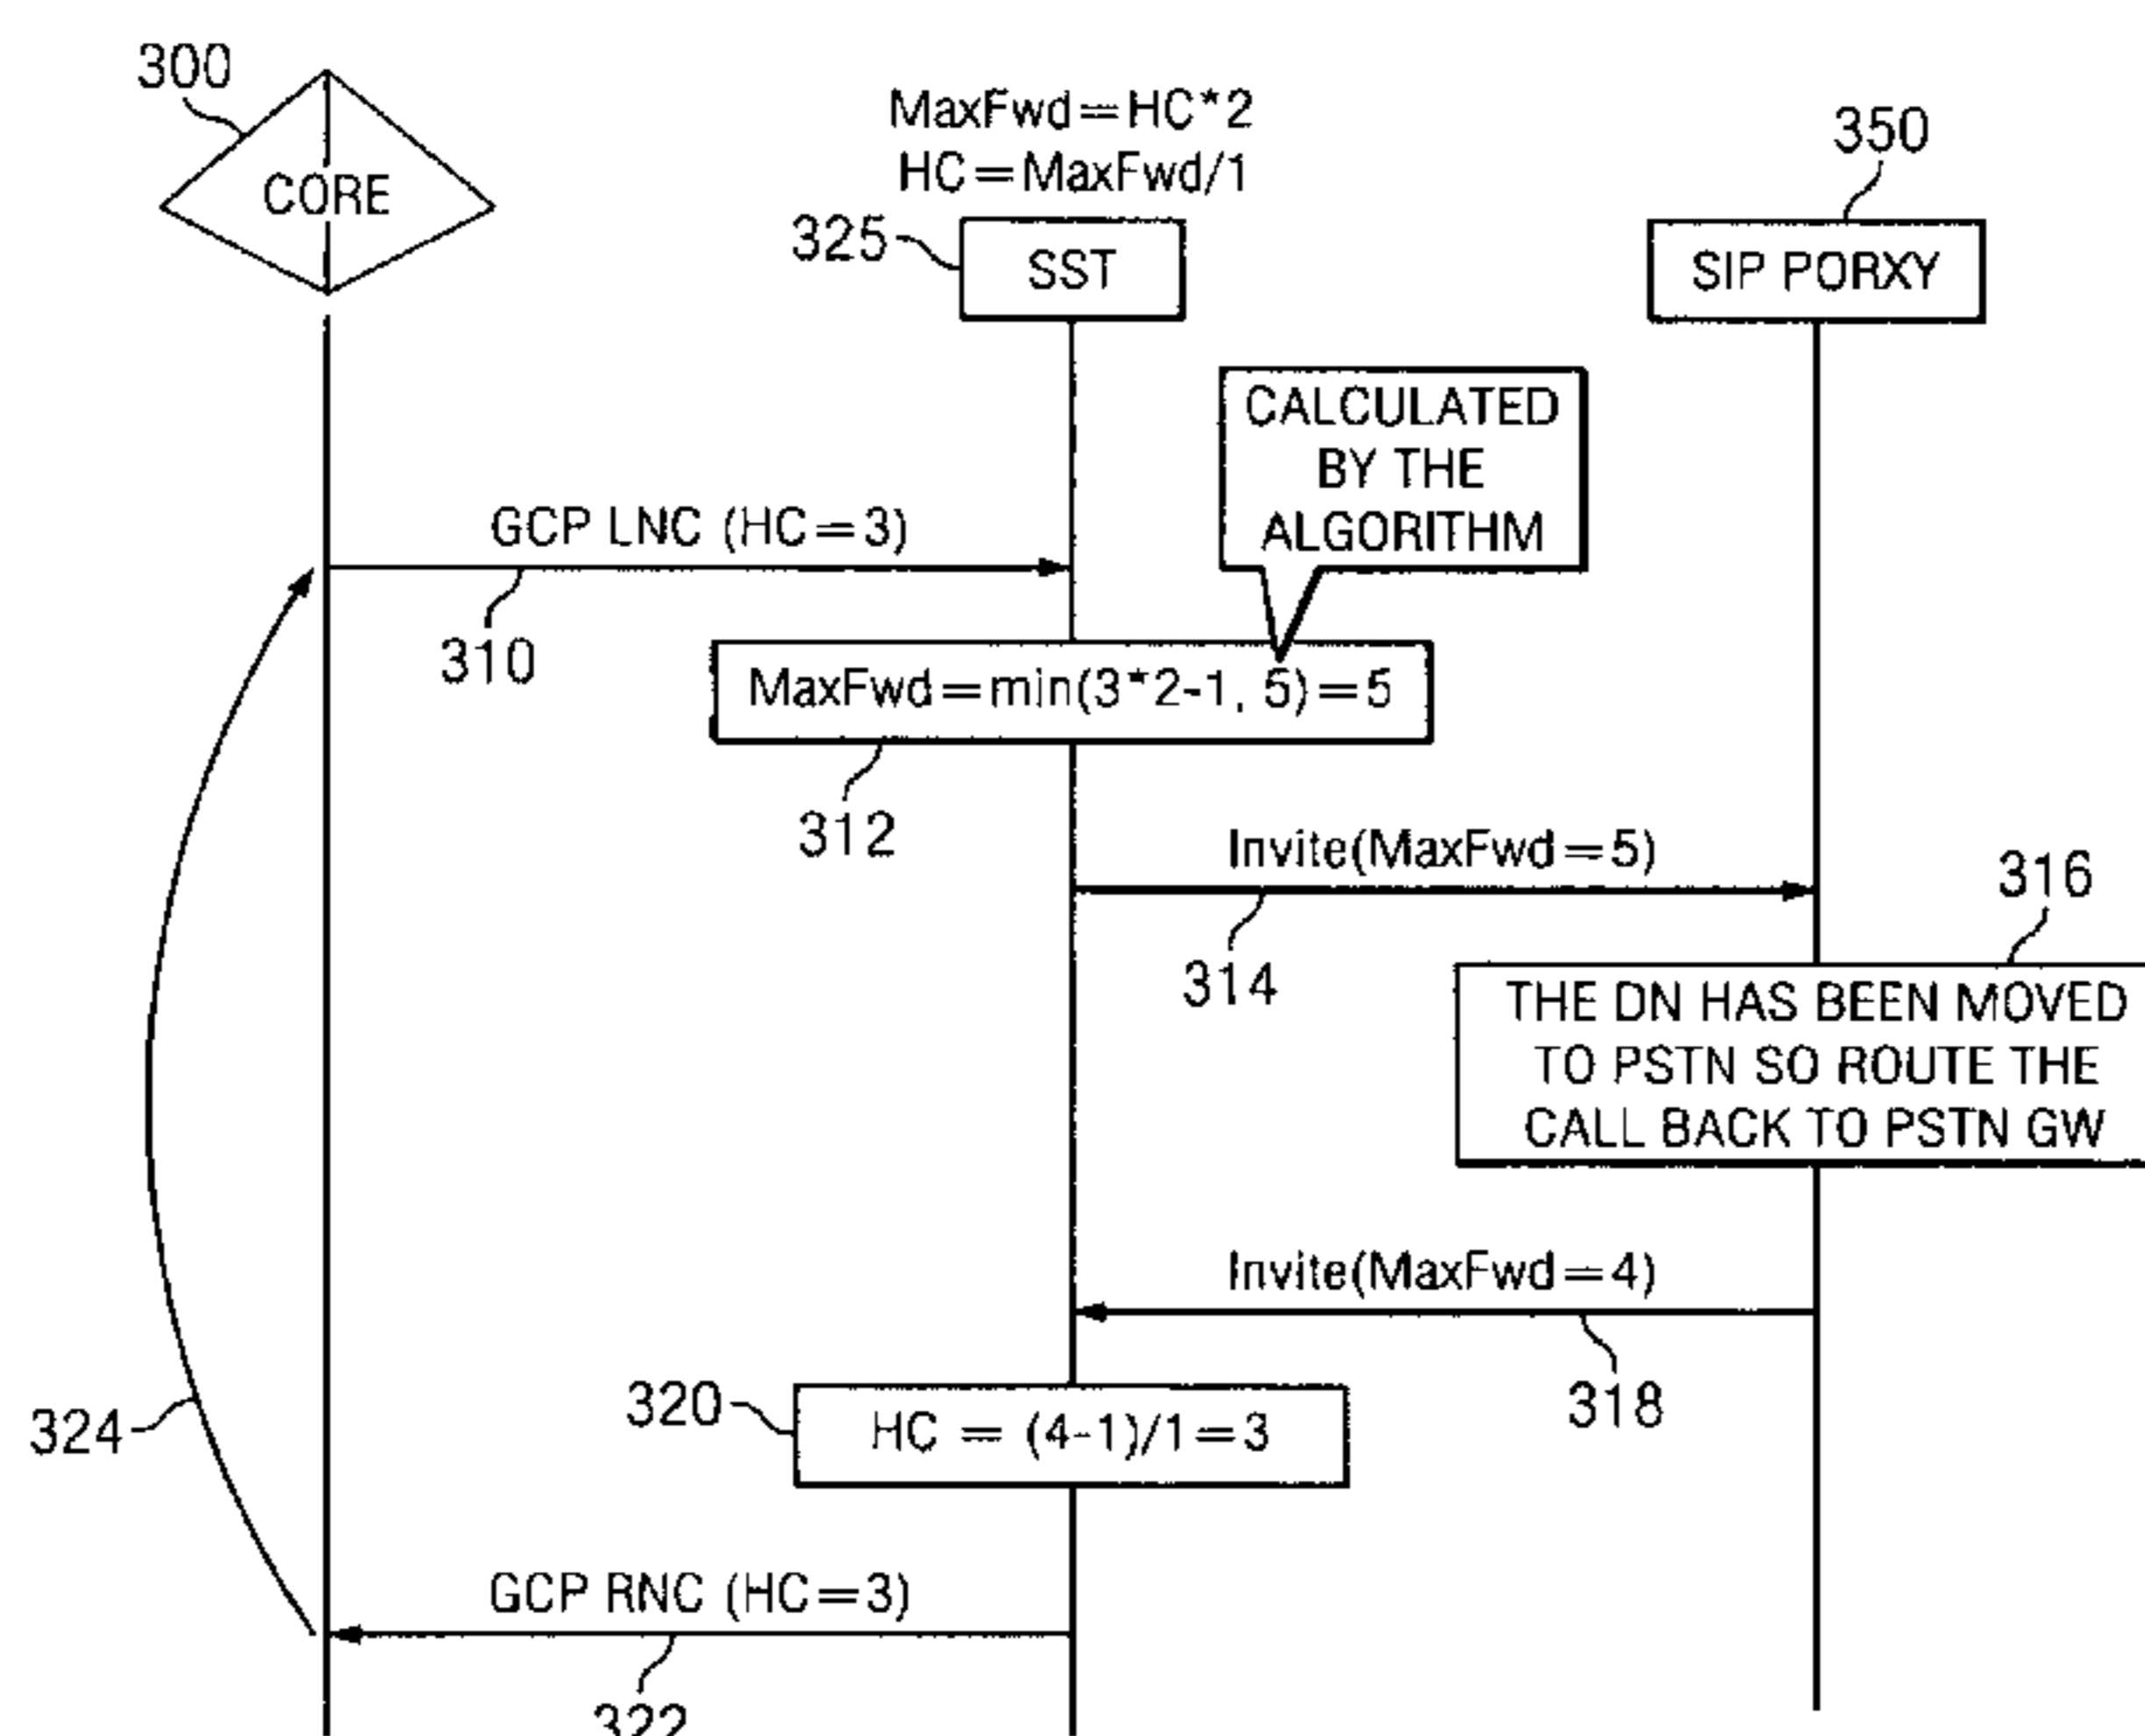 300
CORE
MaxFwd=HC*2
HC=MaxFwd/1
325
SST
350
SIP PORXY
CALCULATED
BY THE
ALGORITHM
GCP LNC (HC=3)
310
MaxFwd=min(3*2-1, 5)=5
312
Invite(MaxFwd=5)
314
316
THE DN HAS BEEN MOVED
TO PSTN SO ROUTE THE
CALL BACK TO PSTN GW
Invite(MaxFwd=4)
318
320
HC = (4-1)/1=3
324
GCP RNC (HC=3)
322